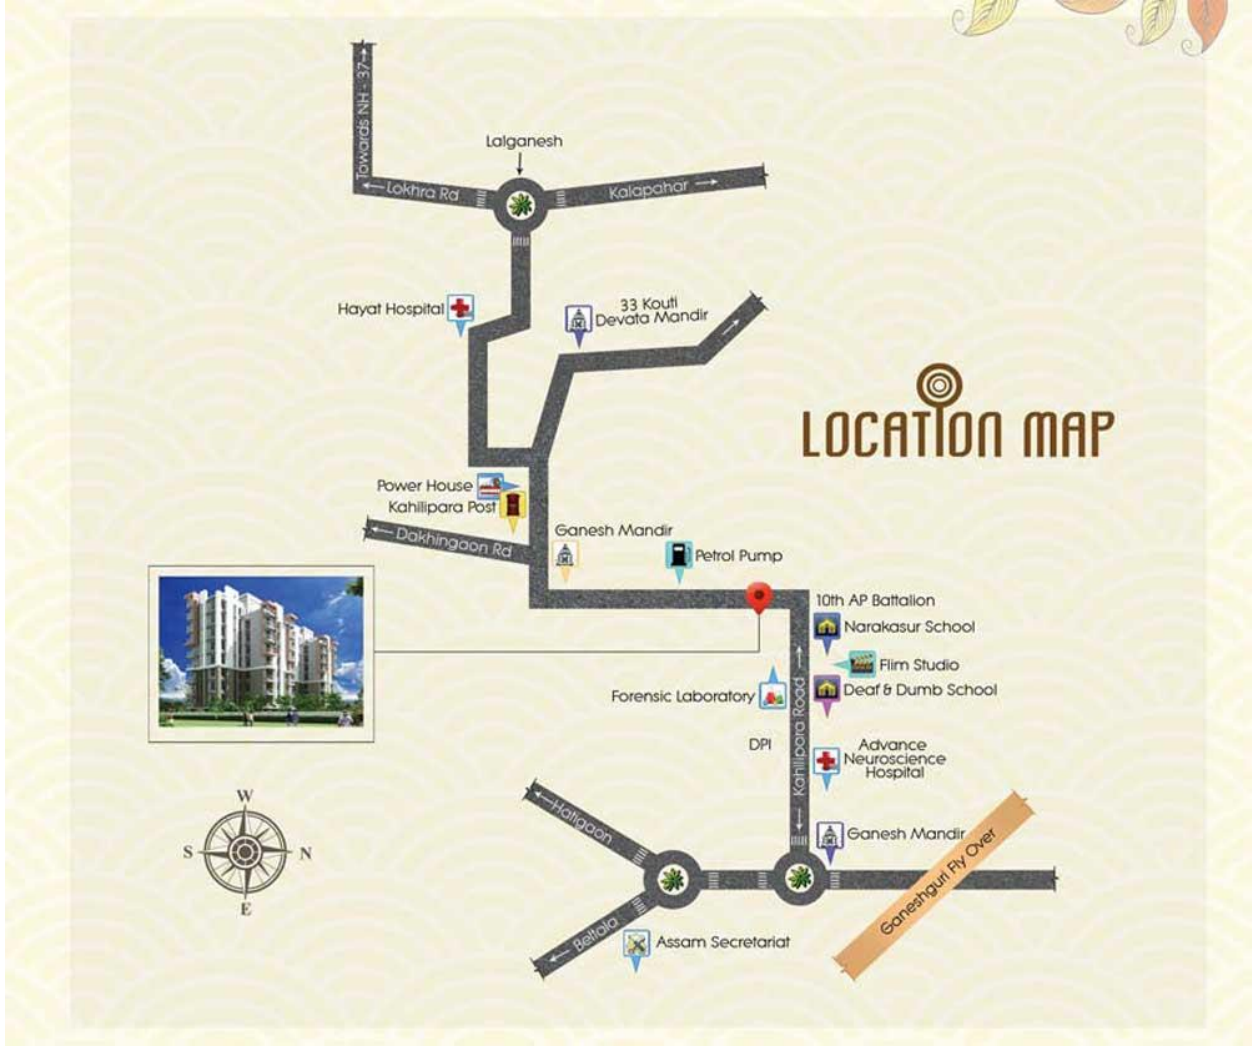 Towards NH - 37
Lalganesh
Lokhra Rd
Kalapahar
Hayat Hospital
33 Kouti
Devata Mandir
LOCATION MAP
Power House
Kahilipara Post
Dakhingaon Rd
Ganesh Mandir
Petrol Pump
10th AP Battalion
Narakasur School
Flim Studio
Deaf & Dumb School
Forensic Laboratory
Kahilipara Road
DPI
Advance
Neuroscience
Hospital
Hatigaon
Ganesh Mandir
Ganeshguri Fly Over
Beltala
Assam Secretariat
W
S
N
E